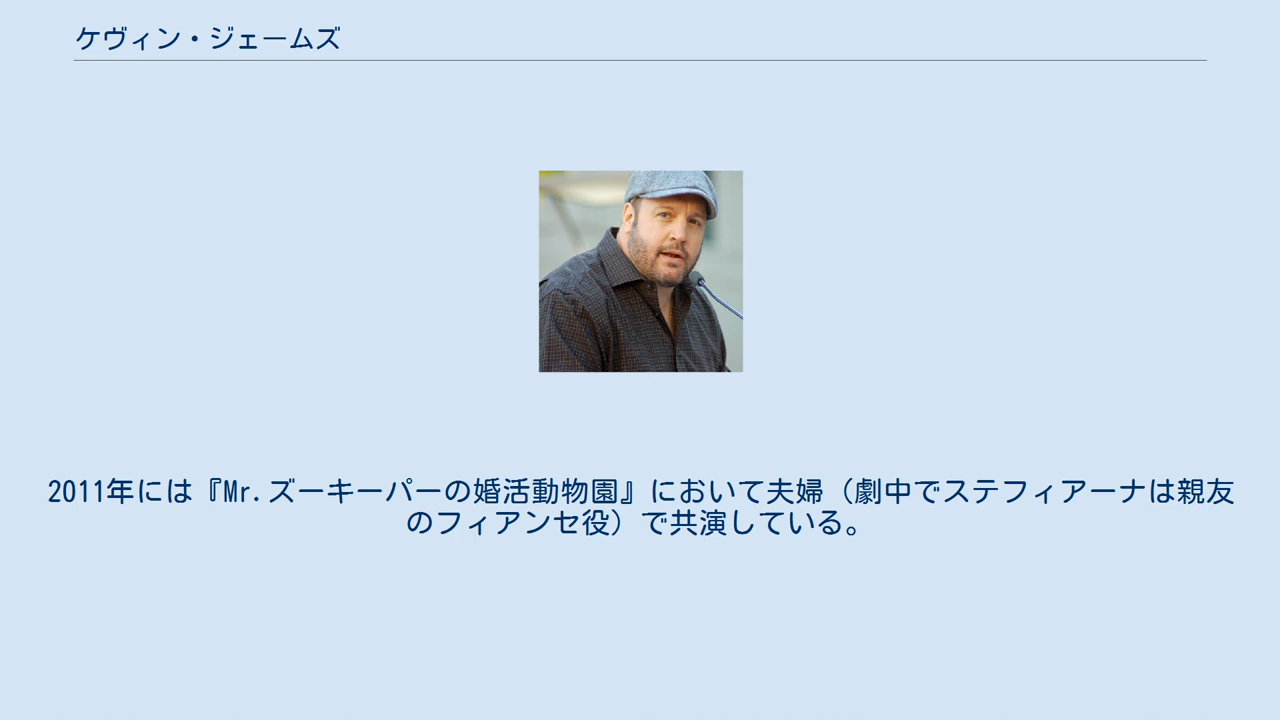 ケヴィン・ジェームズ
2011年には『Mr.ズーキーパーの婚活動物園』において夫婦（劇中でステフィアーナは親友
のフィアンセ役）で共演している。